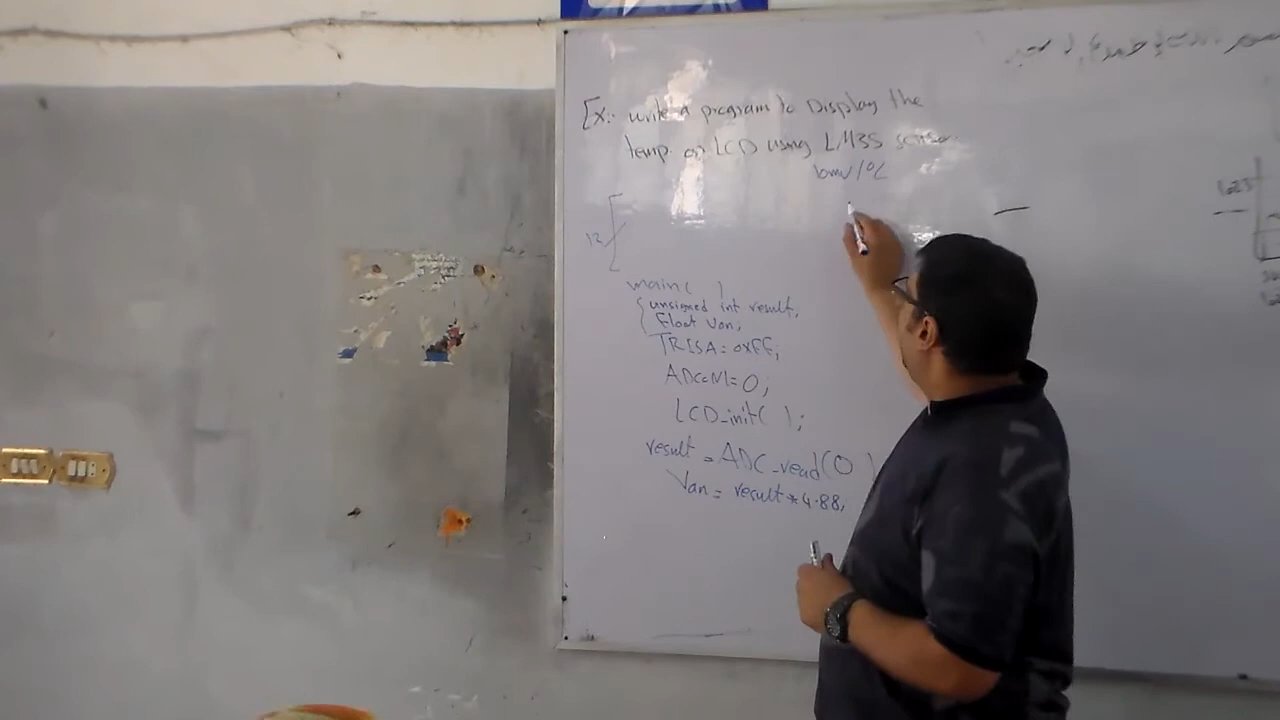 Ex:- write a program to Display the
temp. on LCD using LM35 sensor.
10mv/°C
12
main( )
{ unsigned int result,
float Van;
TRISA=0xFF;
ADCON1=0;
LCD_init( );
result = ADC_read(0)
Van = result*4.88;